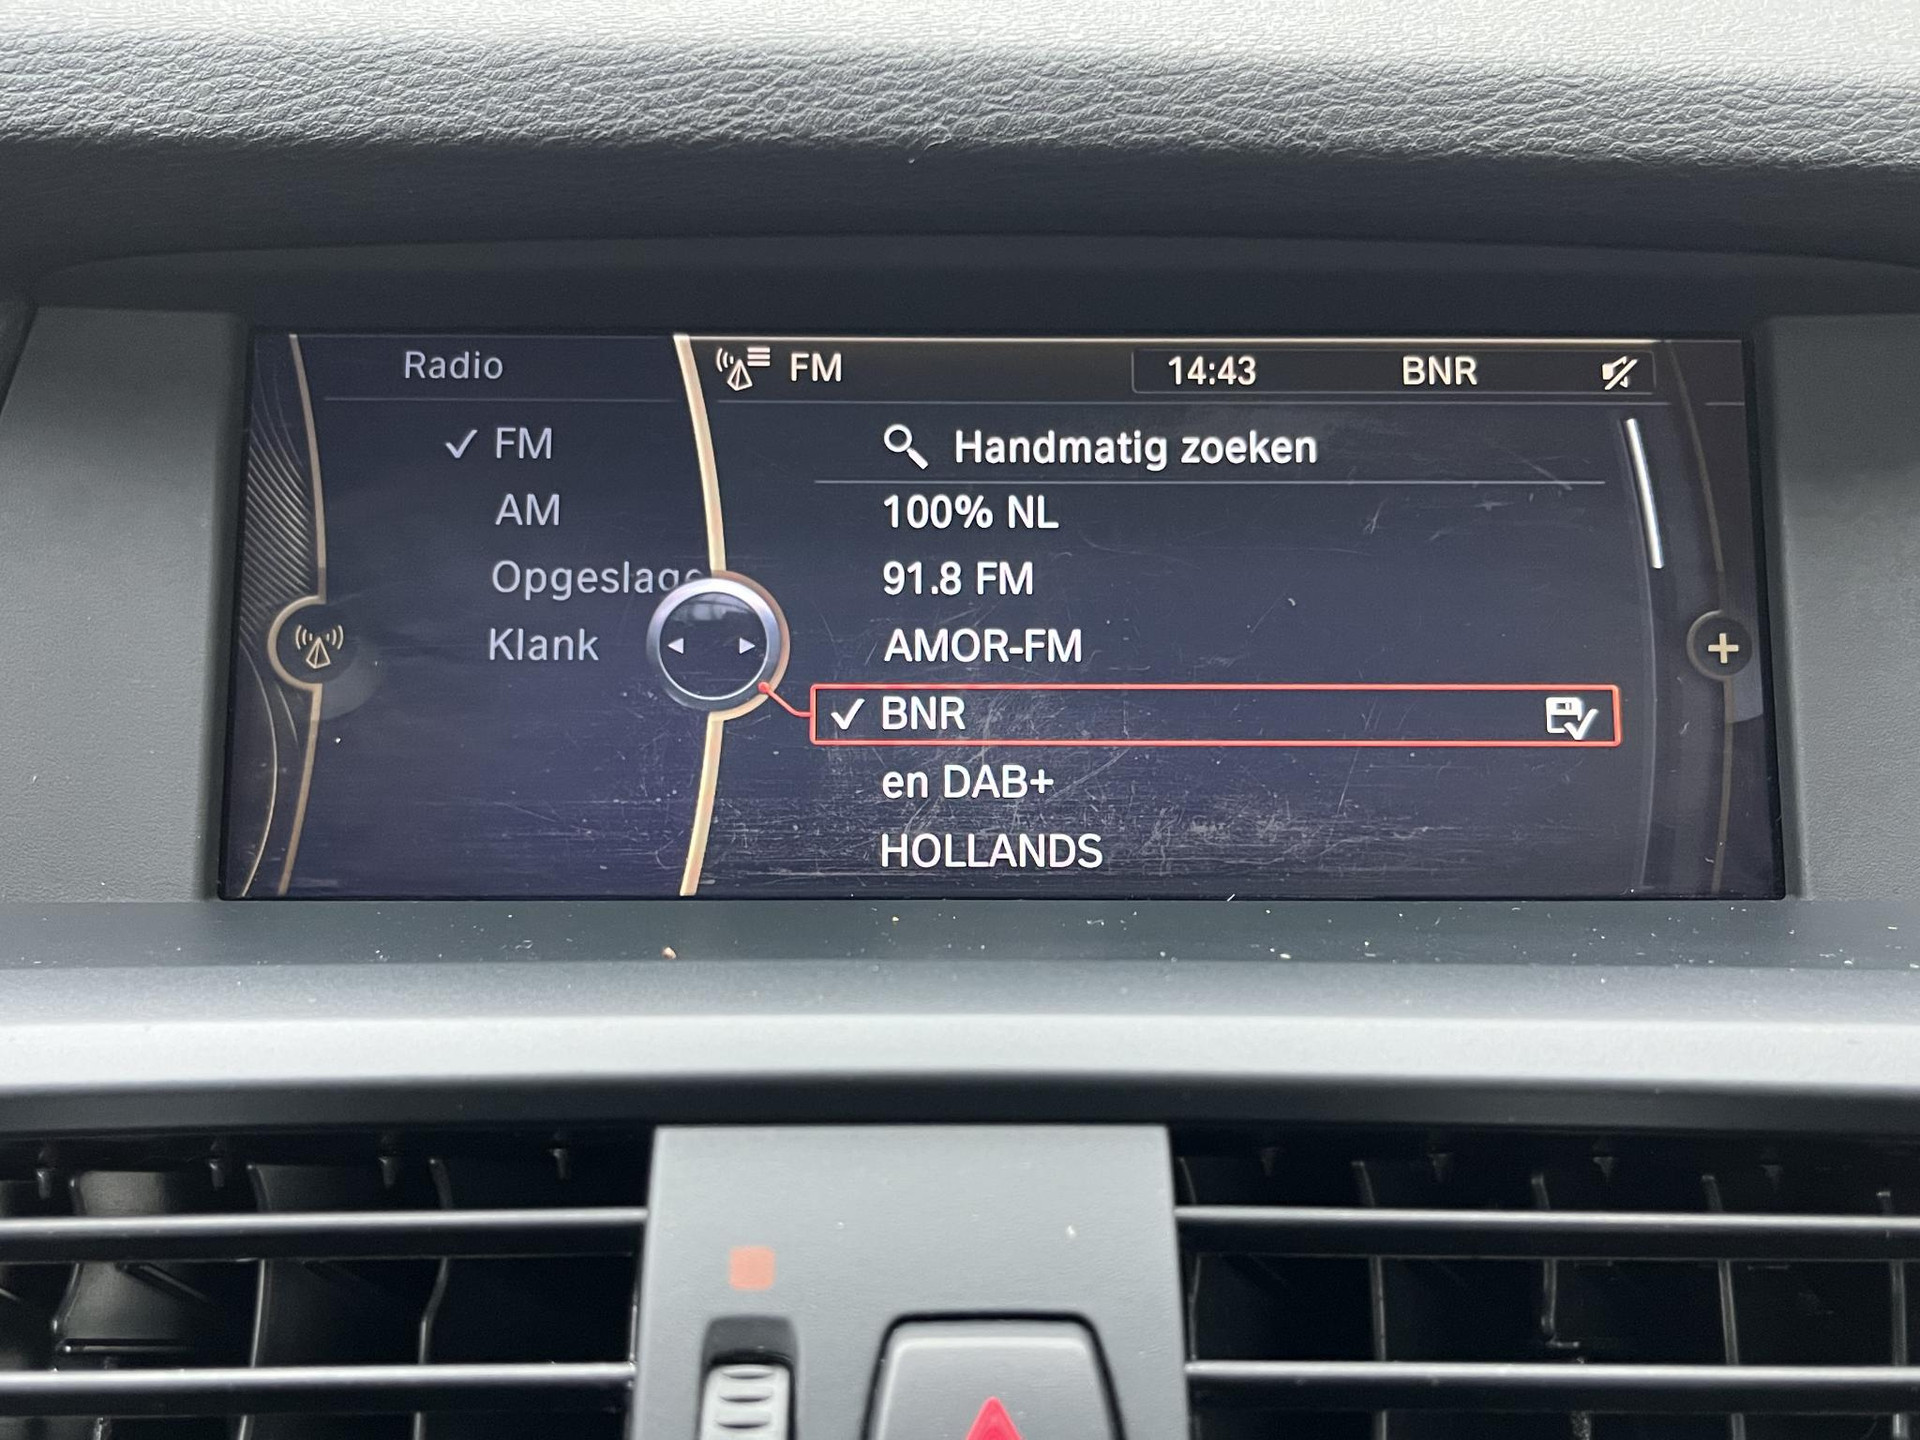 Radio
FM
AM
Opgeslage
Klank
FM 14:43 BNR
Handmatig zoeken
100% NL
91.8 FM
AMOR-FM
BNR
en DAB+
HOLLANDS